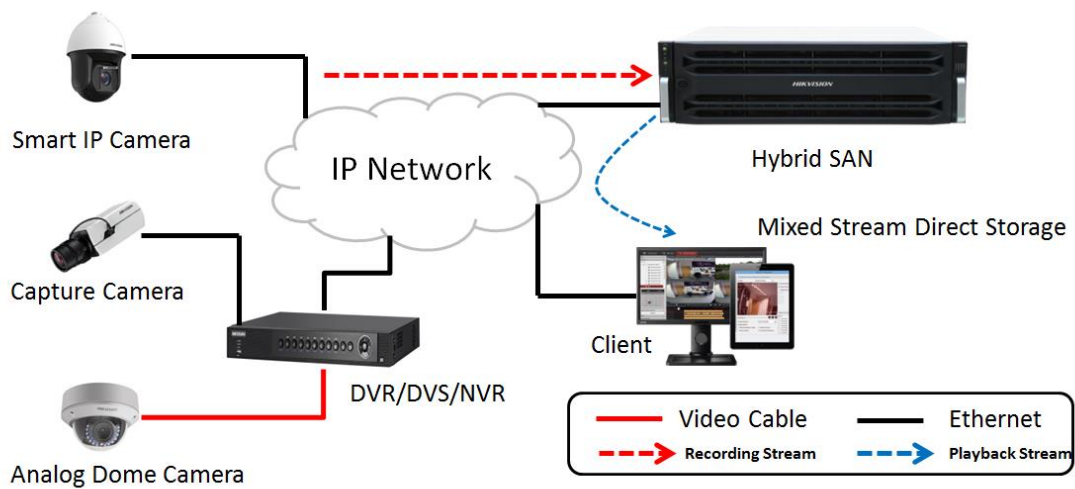 Smart IP Camera
HIKVISION
Hybrid SAN
IP Network
Mixed Stream Direct Storage
Capture Camera
Client
DVR/DVS/NVR
Analog Dome Camera
Video Cable
Ethernet
Recording Stream
Playback Stream